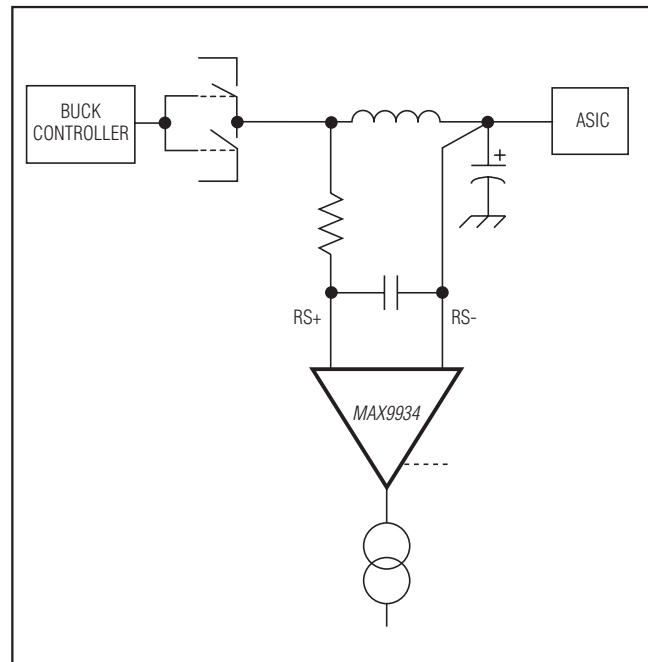 BUCK
CONTROLLER
ASIC
+
RS+
RS-
MAX9934